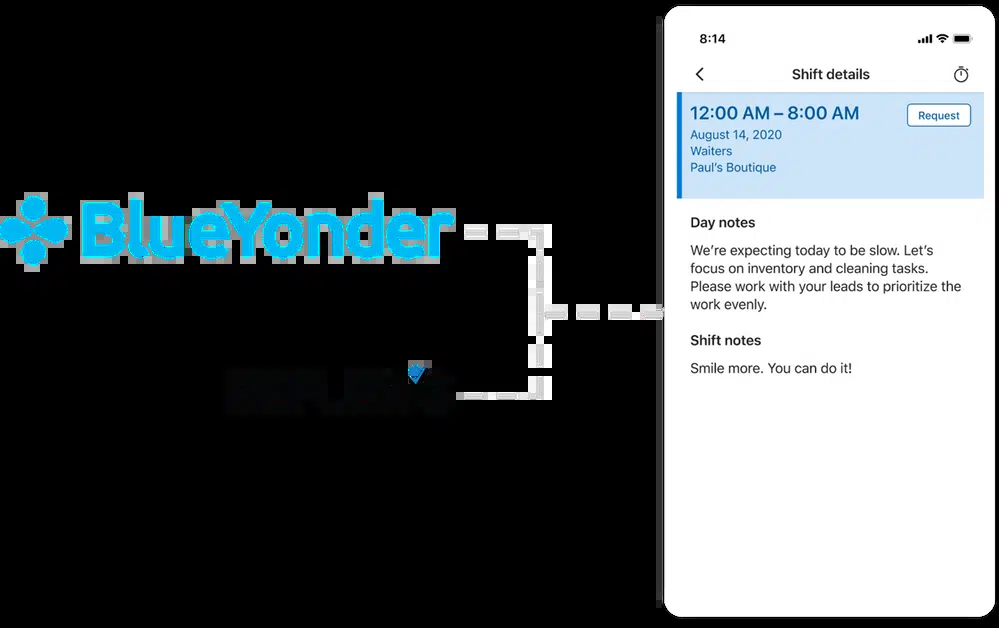 BlueYonder
8:14
Shift details
12:00 AM – 8:00 AM
Request
August 14, 2020
Waiters
Paul's Boutique
Day notes
We're expecting today to be slow. Let's
focus on inventory and cleaning tasks.
Please work with your leads to prioritize the
work evenly.
Shift notes
Smile more. You can do it!